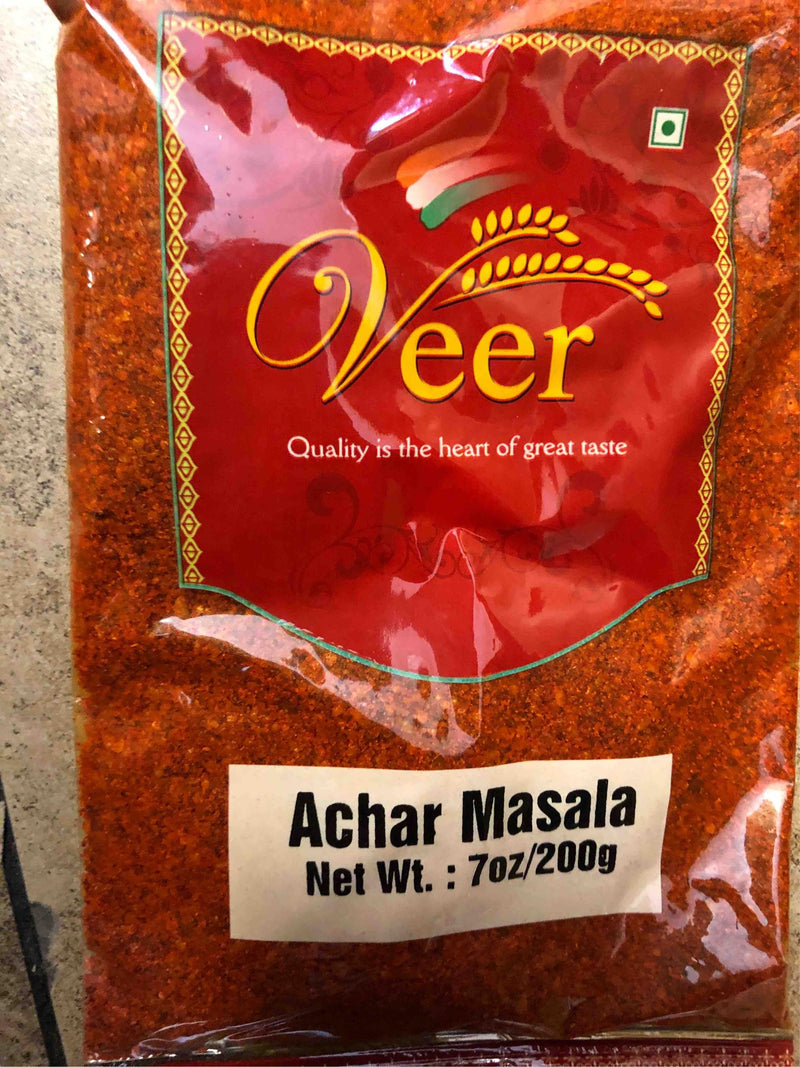 Veer
Quality is the heart of great taste
Achar Masala
Net Wt. : 7oz/200g